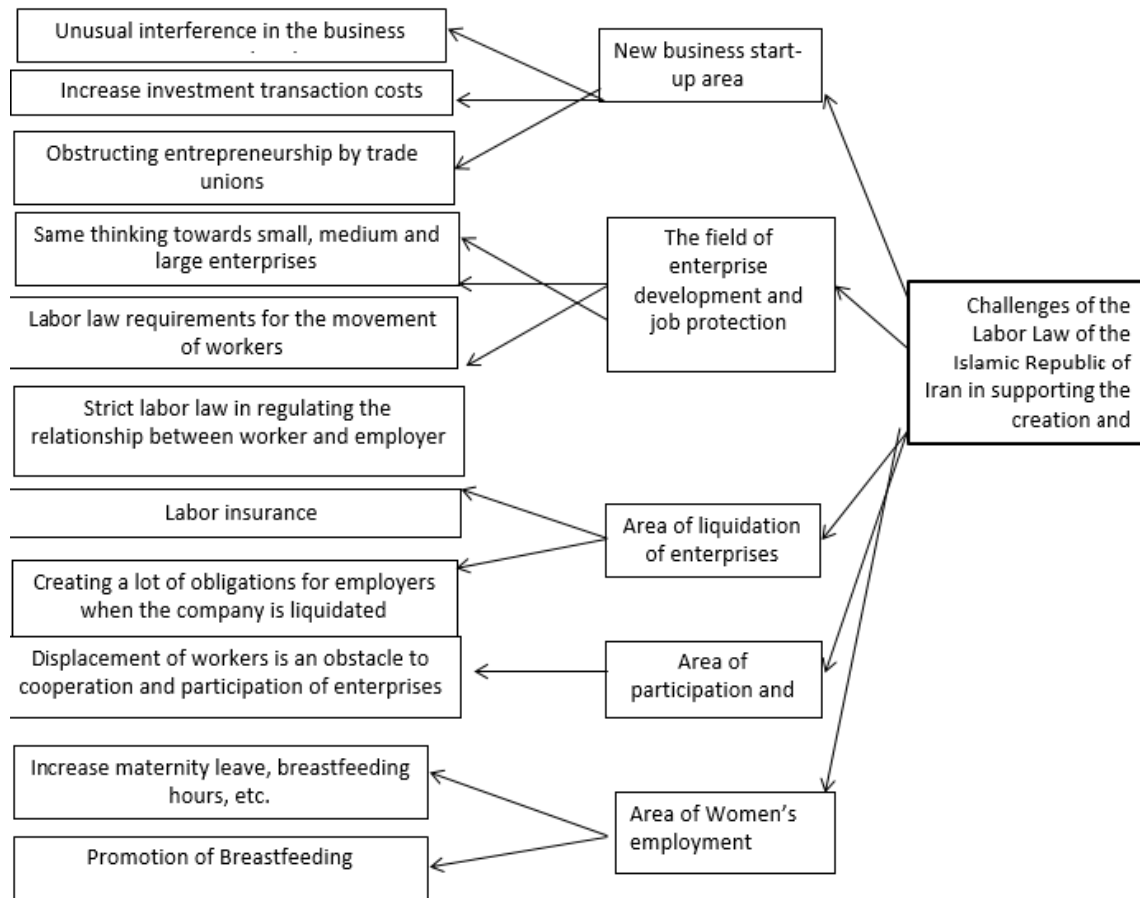 Unusual interference in the business
Increase investment transaction costs
Obstructing entrepreneurship by trade
unions
Same thinking towards small, medium and
large enterprises
Labor law requirements for the movement
of workers
Strict labor law in regulating the
relationship between worker and employer
Labor insurance
Creating a lot of obligations for employers
when the company is liquidated
Displacement of workers is an obstacle to
cooperation and participation of enterprises
Increase maternity leave, breastfeeding
hours, etc.
Promotion of Breastfeeding
New business start-
up area
The field of
enterprise
development and
job protection
Area of liquidation
of enterprises
Area of
participation and
Area of Women's
employment
Challenges of the
Labor Law of the
Islamic Republic of
Iran in supporting the
creation and